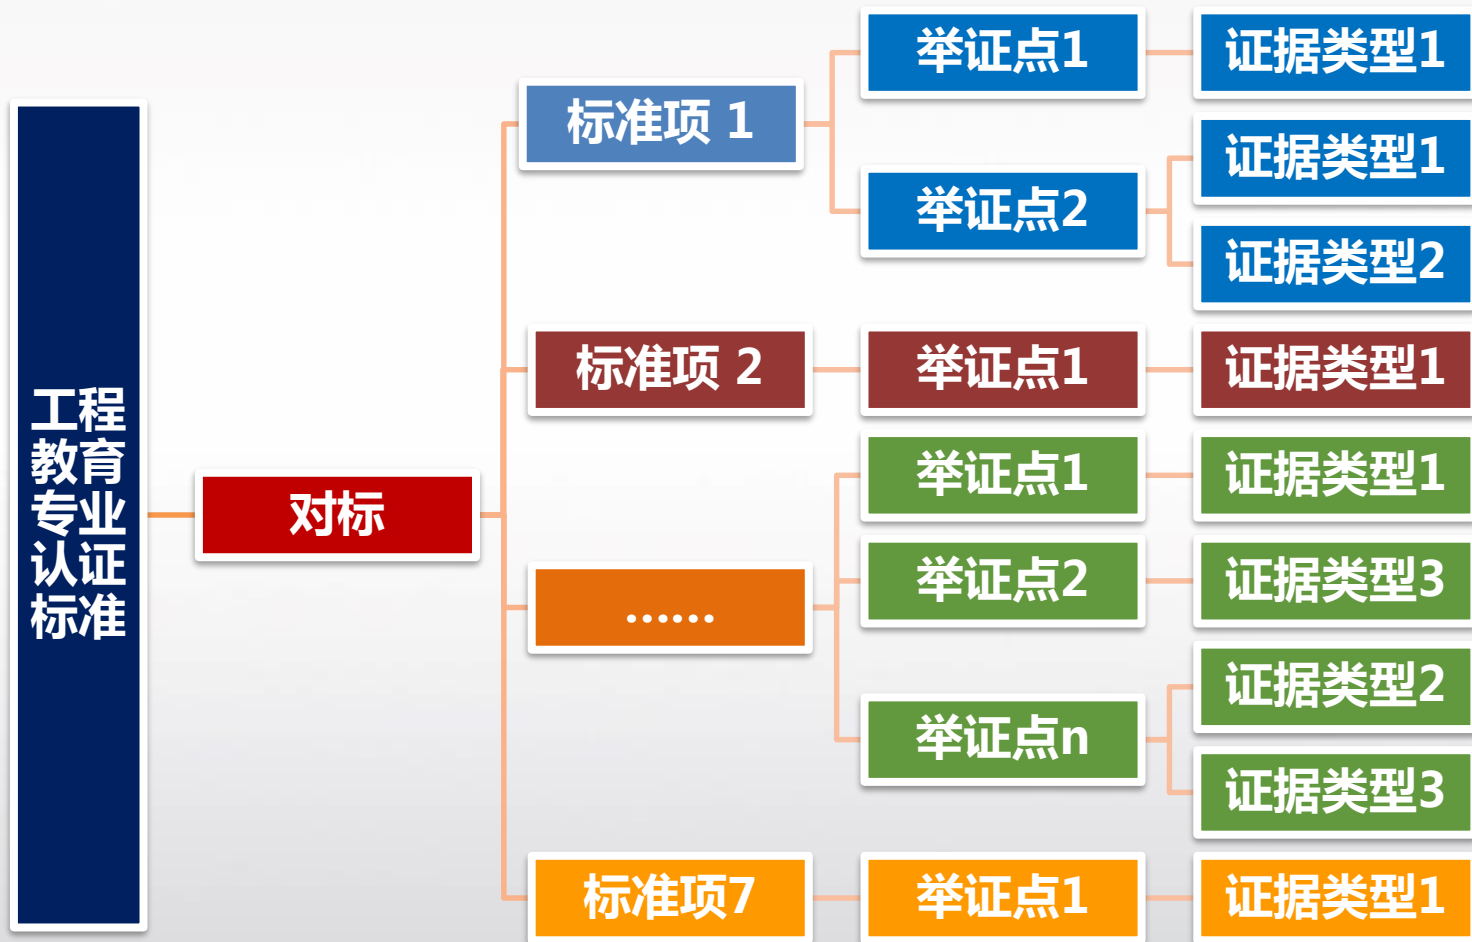 工程
教育
专业
认证
标准
对标
标准项 1
举证点1
证据类型1
举证点2
证据类型1
证据类型2
标准项 2
举证点1
证据类型1
……
举证点1
证据类型1
举证点2
证据类型3
举证点n
证据类型2
证据类型3
标准项7
举证点1
证据类型1